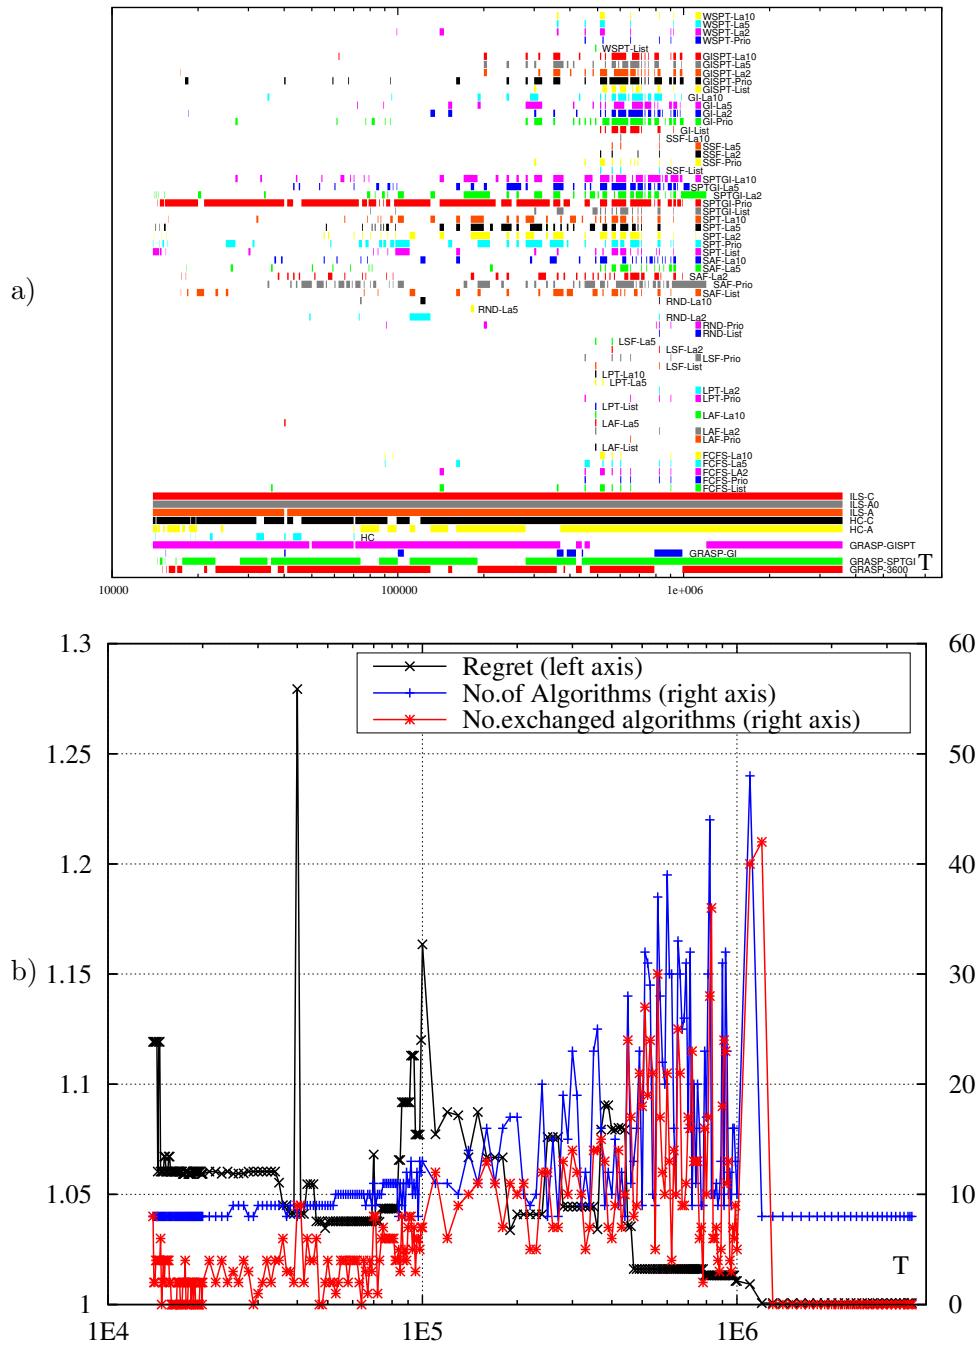 WSPT-La10
WSPT-La5
WSPT-La2
WSPT-Prio
WSPT-List
GISPT-La10
GISPT-La5
GISPT-La2
GISPT-Prio
GISPT-List
GI-La10
GI-La5
GI-La2
GI-Prio
GI-List
SSF-La10
SSF-La5
SSF-La2
SSF-Prio
SSF-List
SPTGI-La10
SPTGI-La5
SPTGI-La2
SPTGI-Prio
SPTGI-List
SPT-La10
SPT-La5
SPT-La2
SPT-Prio
SPT-List
SAF-La10
SAF-La5
SAF-La2
SAF-Prio
a)
SAF-List
RND-La10
RND-La5
RND-La2
RND-Prio
RND-List
LSF-La5
LSF-La2
LSF-Prio
LSF-List
LPT-La10
LPT-La5
LPT-La2
LPT-Prio
LPT-List
LAF-La10
LAF-La5
LAF-La2
LAF-Prio
LAF-List
FCFS-La10
FCFS-La5
FCFS-LA2
FCFS-Prio
FCFS-List
ILS-C
ILS-A0
ILS-A
HC-C
HC-A
HC
GRASP-GISPT
GRASP-GI
GRASP-SPTGI T
GRASP-3600
10000 100000 1e+006
1.3 60
Regret (left axis)
No.of Algorithms (right axis)
No.exchanged algorithms (right axis)
1.25 50
1.2 40
b) 1.15 30
1.1 20
1.05 10
T
1 0
1E4 1E5 1E6